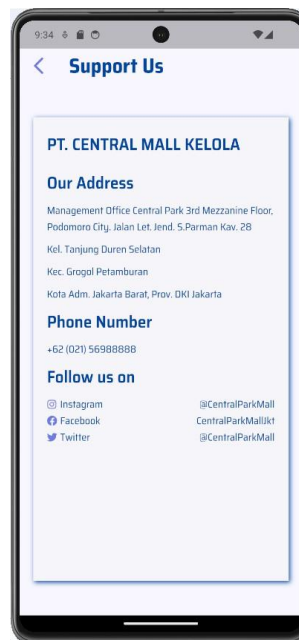 9:34
Support Us
PT. CENTRAL MALL KELOLA
Our Address
Management Office Central Park 3rd Mezzanine Floor,
Podomoro City. Jalan Let. Jend. S.Parman Kav. 28
Kel. Tanjung Duren Selatan
Kec. Grogol Petamburan
Kota Adm. Jakarta Barat, Prov. DKI Jakarta
Phone Number
+62 (021) 56988888
Follow us on
Instagram @CentralParkMall
Facebook CentralParkMallJkt
Twitter @CentralParkMall